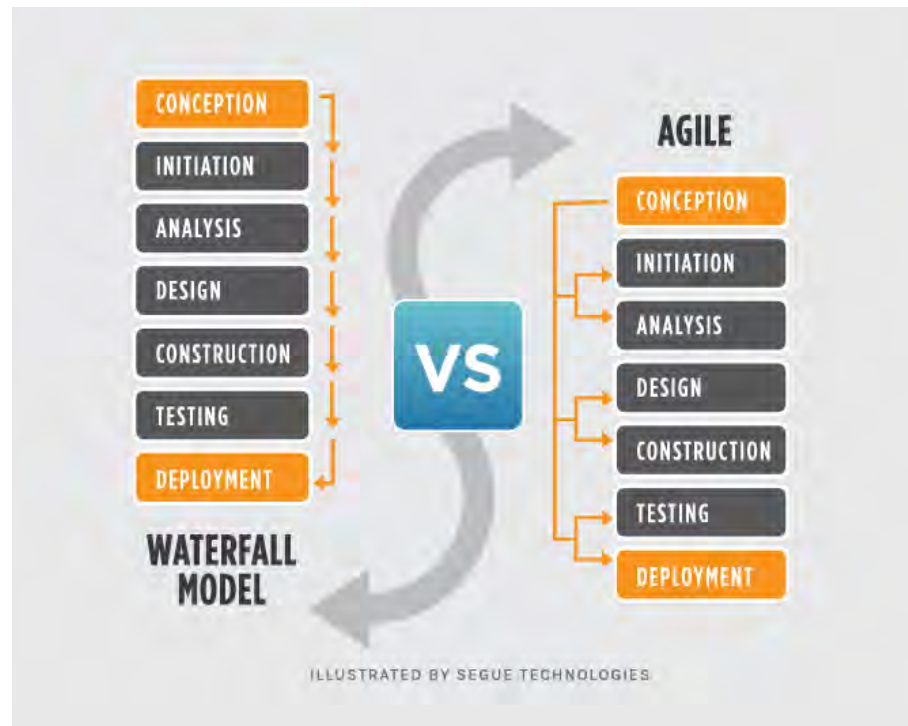 CONCEPTION
INITIATION
ANALYSIS
DESIGN
CONSTRUCTION
TESTING
DEPLOYMENT
WATERFALL
MODEL
VS
AGILE
CONCEPTION
INITIATION
ANALYSIS
DESIGN
CONSTRUCTION
TESTING
DEPLOYMENT
ILLUSTRATED BY SEGUE TECHNOLOGIES